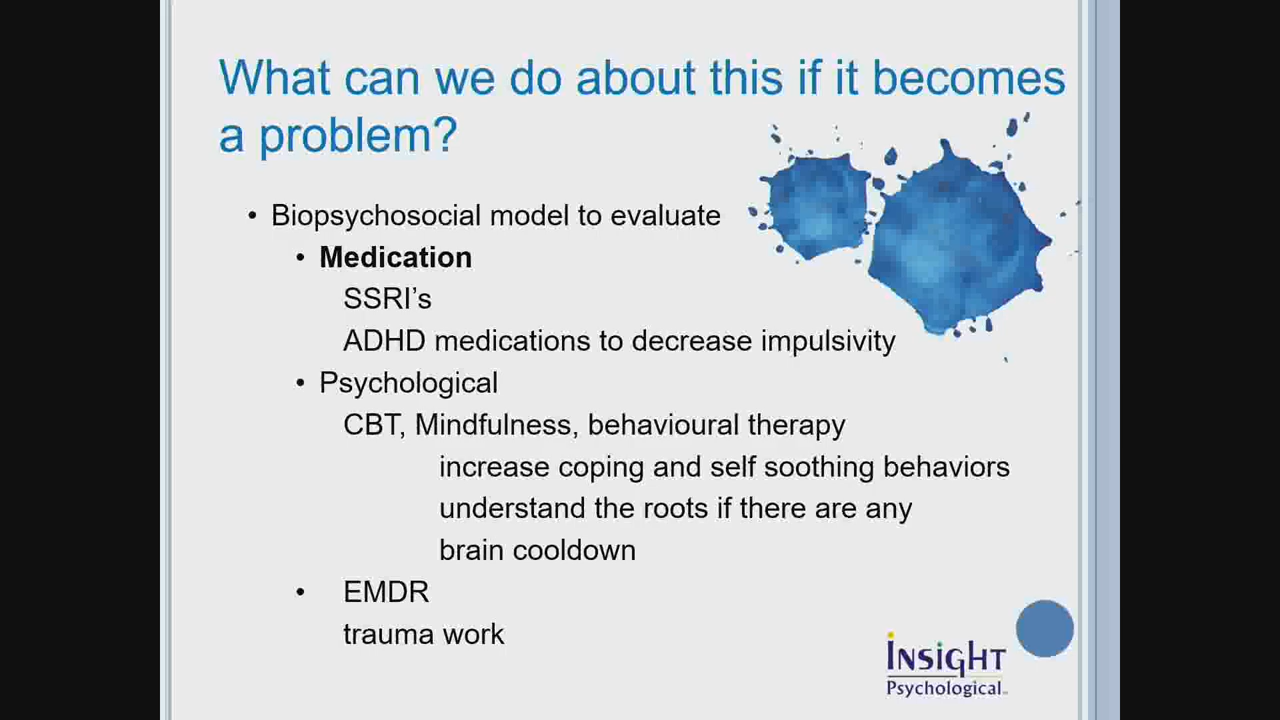 What can we do about this if it becomes
a problem?
• Biopsychosocial model to evaluate
• Medication
SSRI's
ADHD medications to decrease impulsivity
• Psychological
CBT, Mindfulness, behavioural therapy
increase coping and self soothing behaviors
understand the roots if there are any
brain cooldown
• EMDR
trauma work
INSIGHT
Psychological